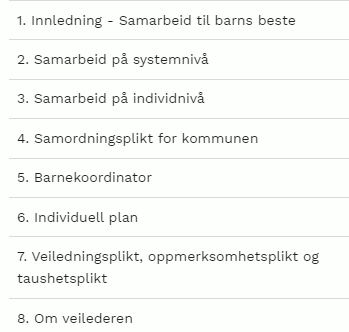 1. Innledning - Samarbeid til barns beste
2. Samarbeid på systemnivå
3. Samarbeid på individnivå
4. Samordningsplikt for kommunen
5. Barnekoordinator
6. Individuell plan
7. Veiledningsplikt, oppmerksomhetsplikt og
taushetsplikt
8. Om veilederen